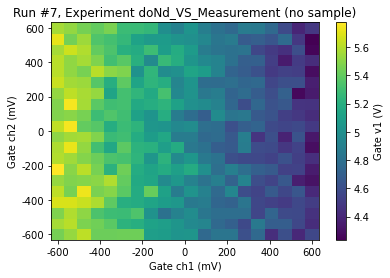 Run #7, Experiment doNd_VS_Measurement (no sample)
Gate ch2 (mV)
600
400
200
0
-200
-400
-600
-600 -400 -200 0 200 400 600
Gate ch1 (mV)
5.6
5.4
5.2
5
4.8
4.6
4.4
Gate v1 (V)